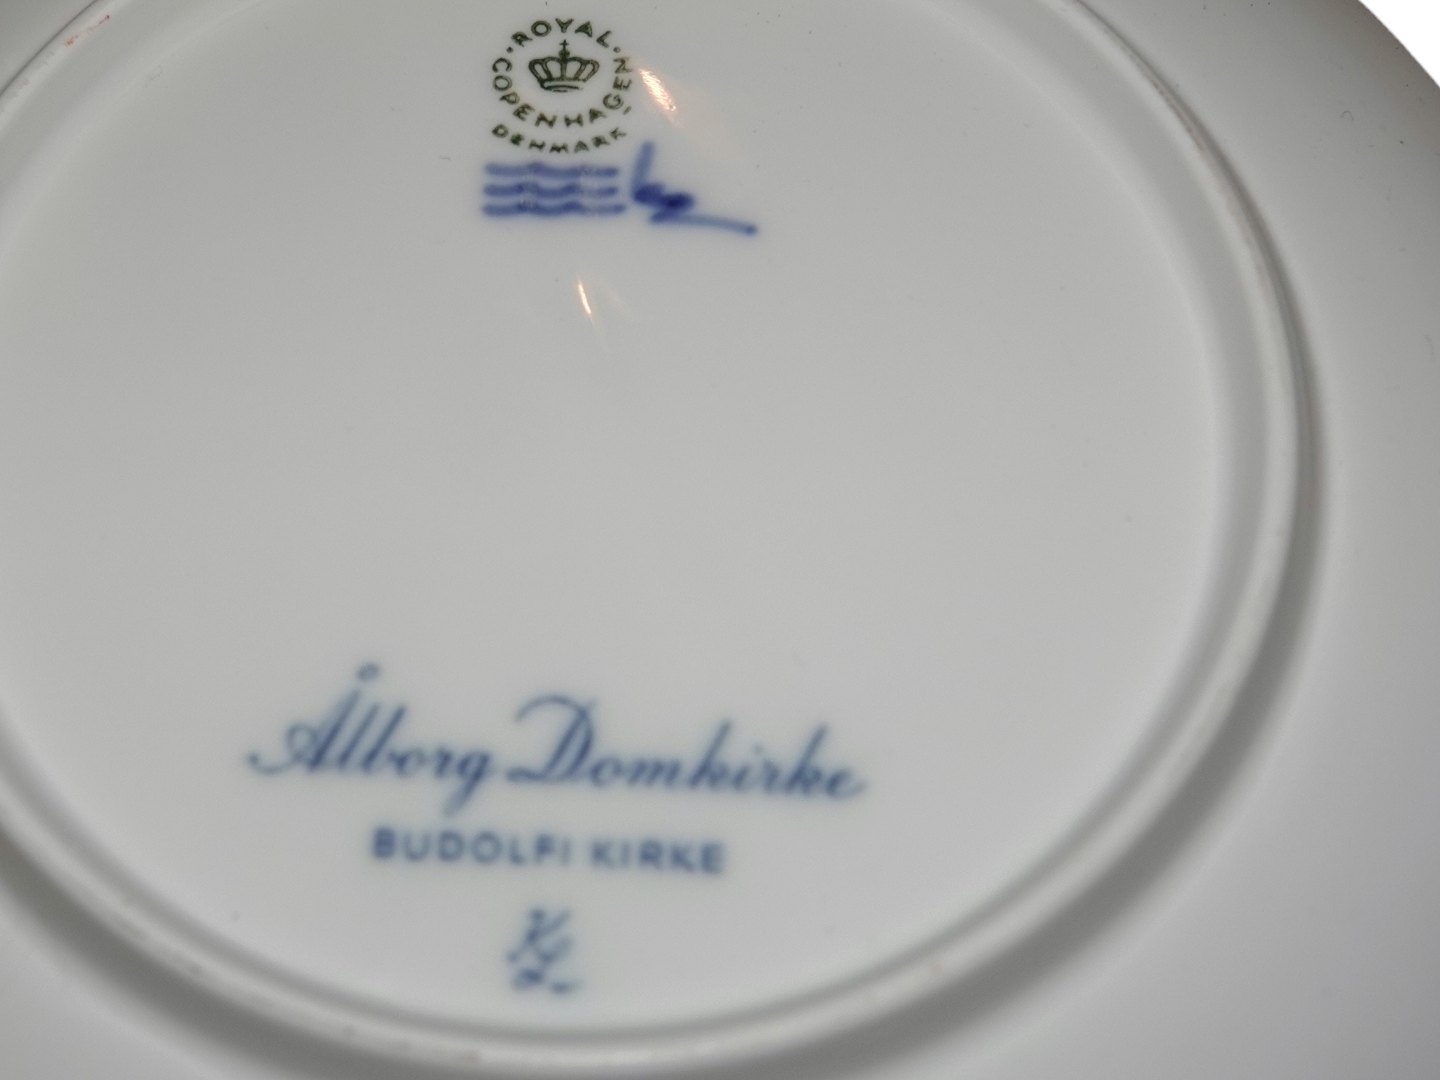 ROYAL
COPENHAGEN
DENMARK
Ålborg Domkirke
BUDOLFI KIRKE